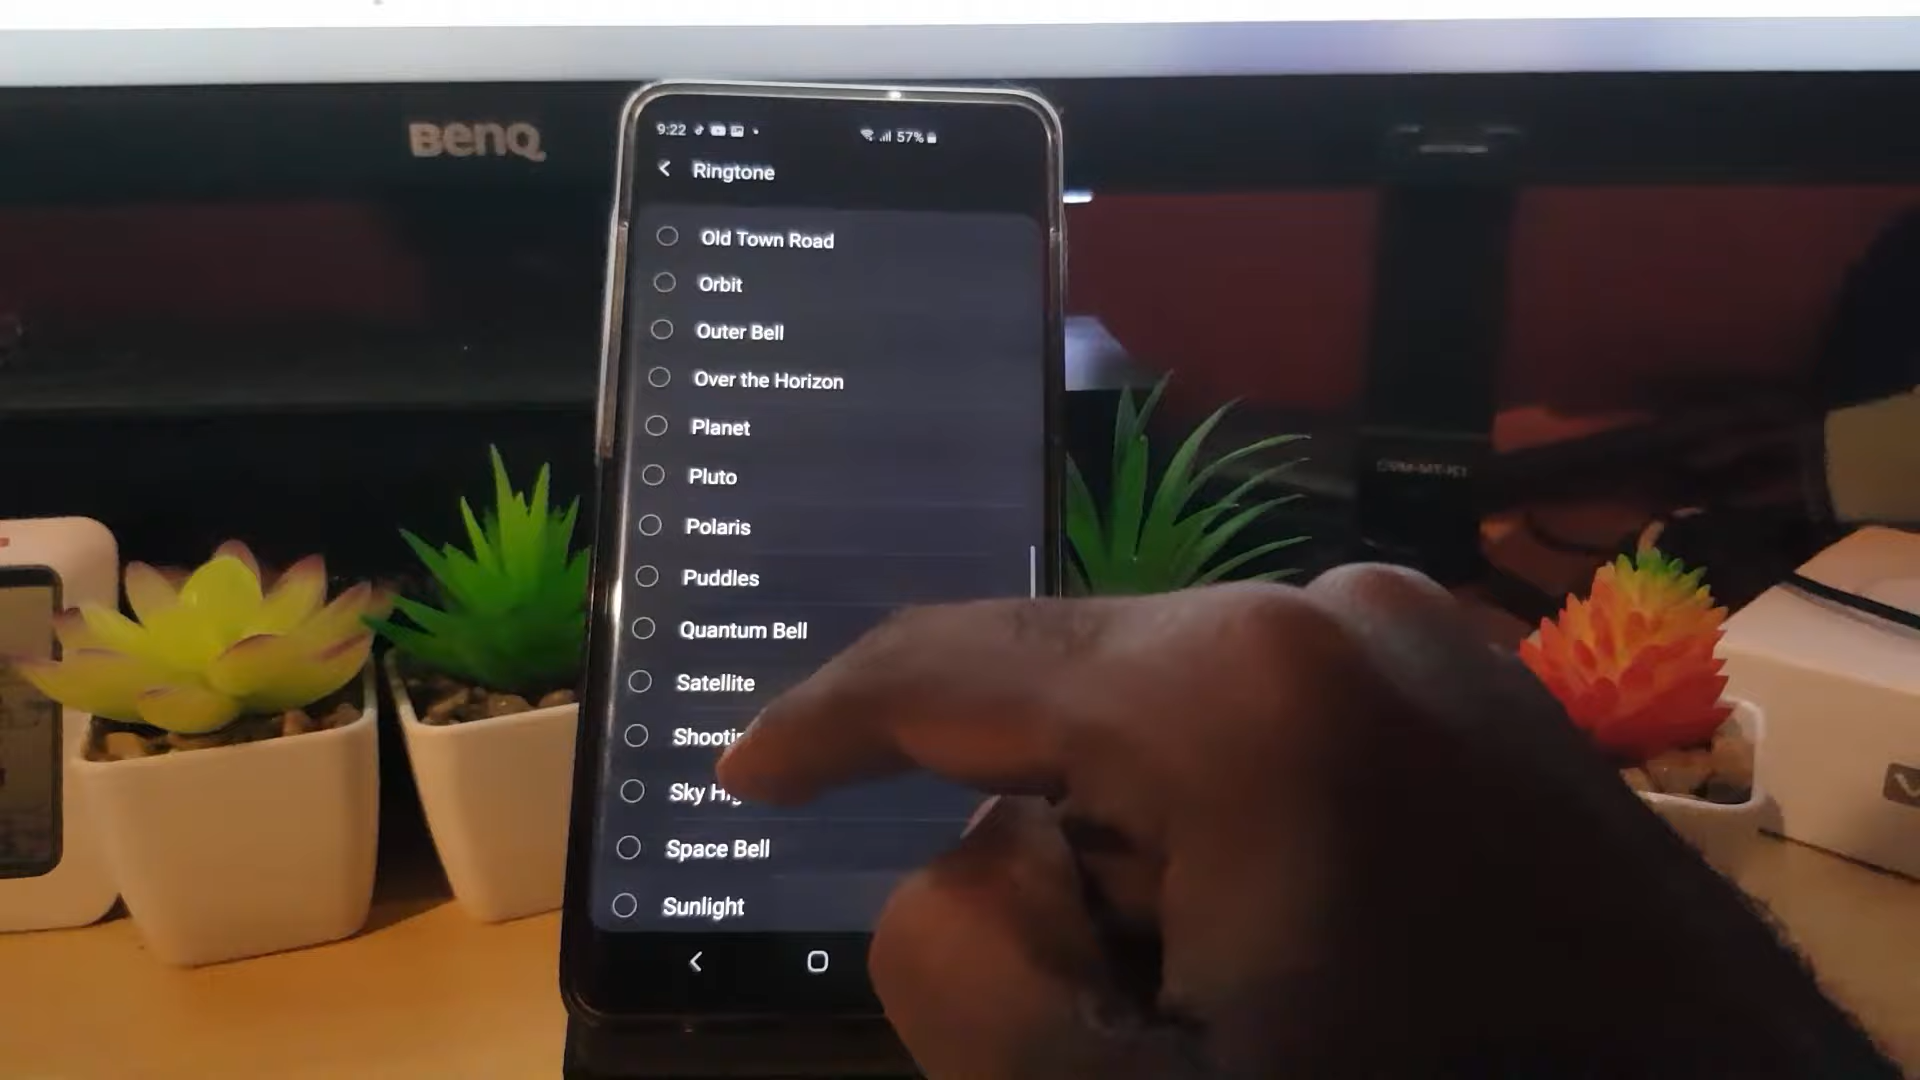 BenQ
9:22
57%
Ringtone
Old Town Road
Orbit
Outer Bell
Over the Horizon
Planet
Pluto
Polaris
Puddles
Quantum Bell
Satellite
Sky
Space Bell
Sunlight